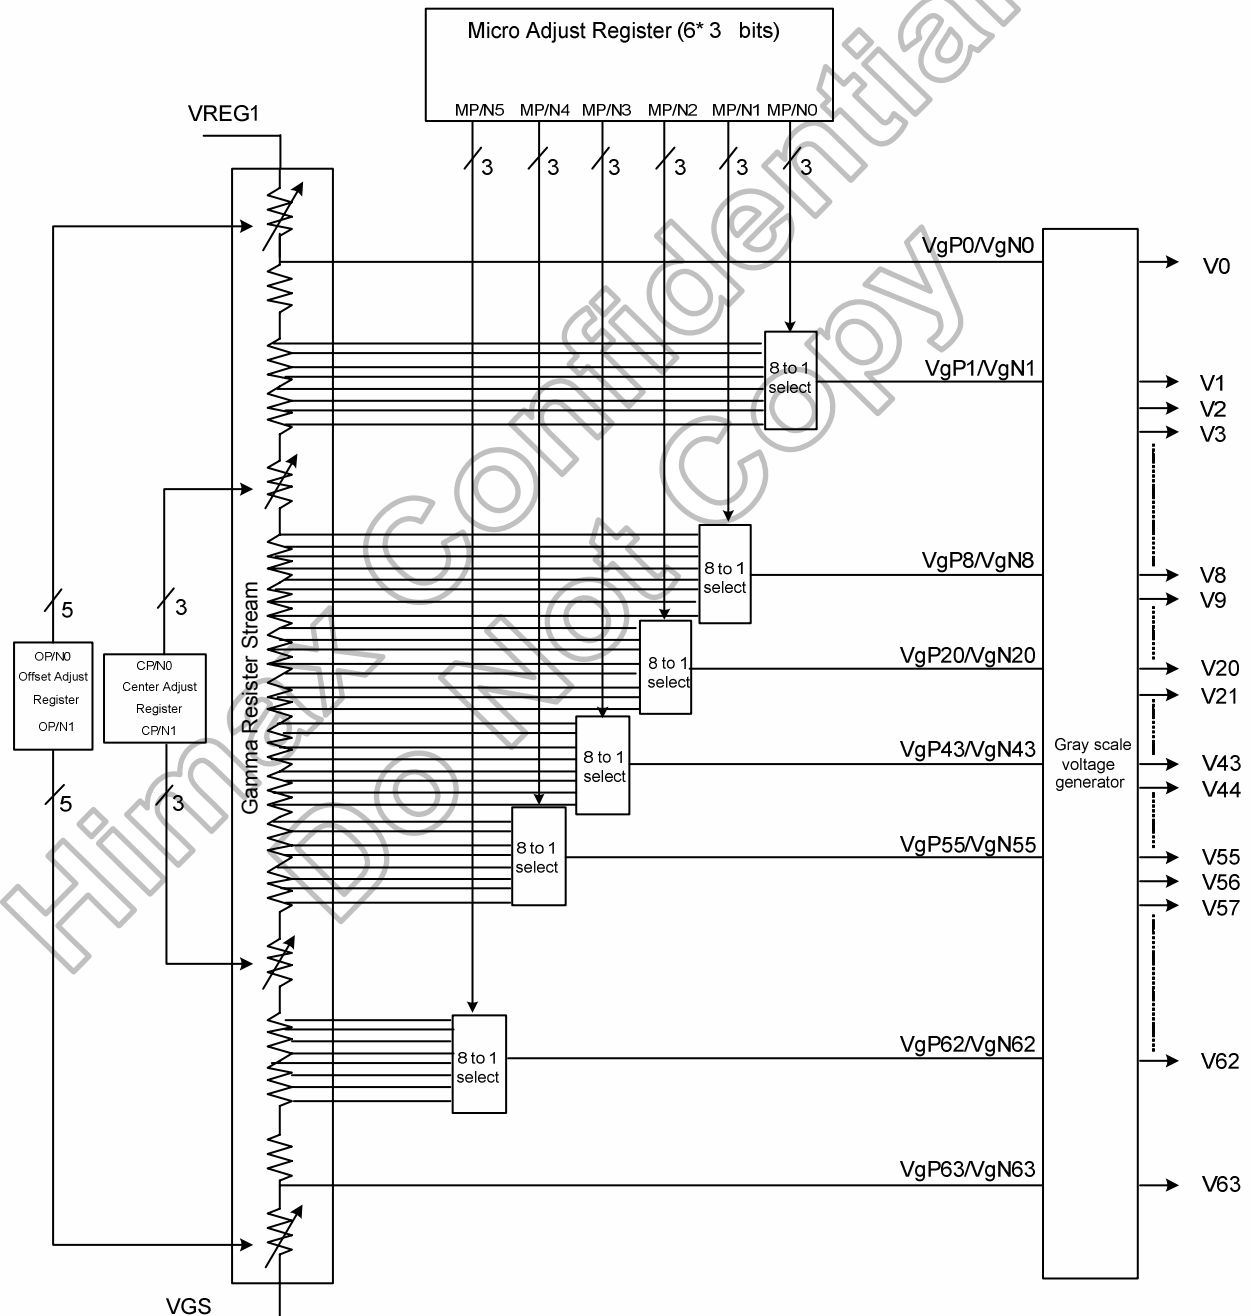 Micro Adjust Register (6* 3 bits)
MP/N5 MP/N4 MP/N3 MP/N2 MP/N1 MP/N0
VREG1
3 3 3 3 3 3
VgP0/VgN0
V0
8 to 1
select
VgP1/VgN1
V1
V2
V3
8 to 1
select
VgP8/VgN8
V8
V9
5
3
OP/N0
Offset Adjust
Register
OP/N1
CP/N0
Center Adjust
Register
CP/N1
Gamma Resister Stream
8 to 1
select
VgP20/VgN20
V20
V21
8 to 1
select
VgP43/VgN43
Gray scale
voltage
generator
V43
V44
5
3
8 to 1
select
VgP55/VgN55
V55
V56
V57
8 to 1
select
VgP62/VgN62
V62
VgP63/VgN63
V63
VGS
Himax Confidential
Do Not Copy